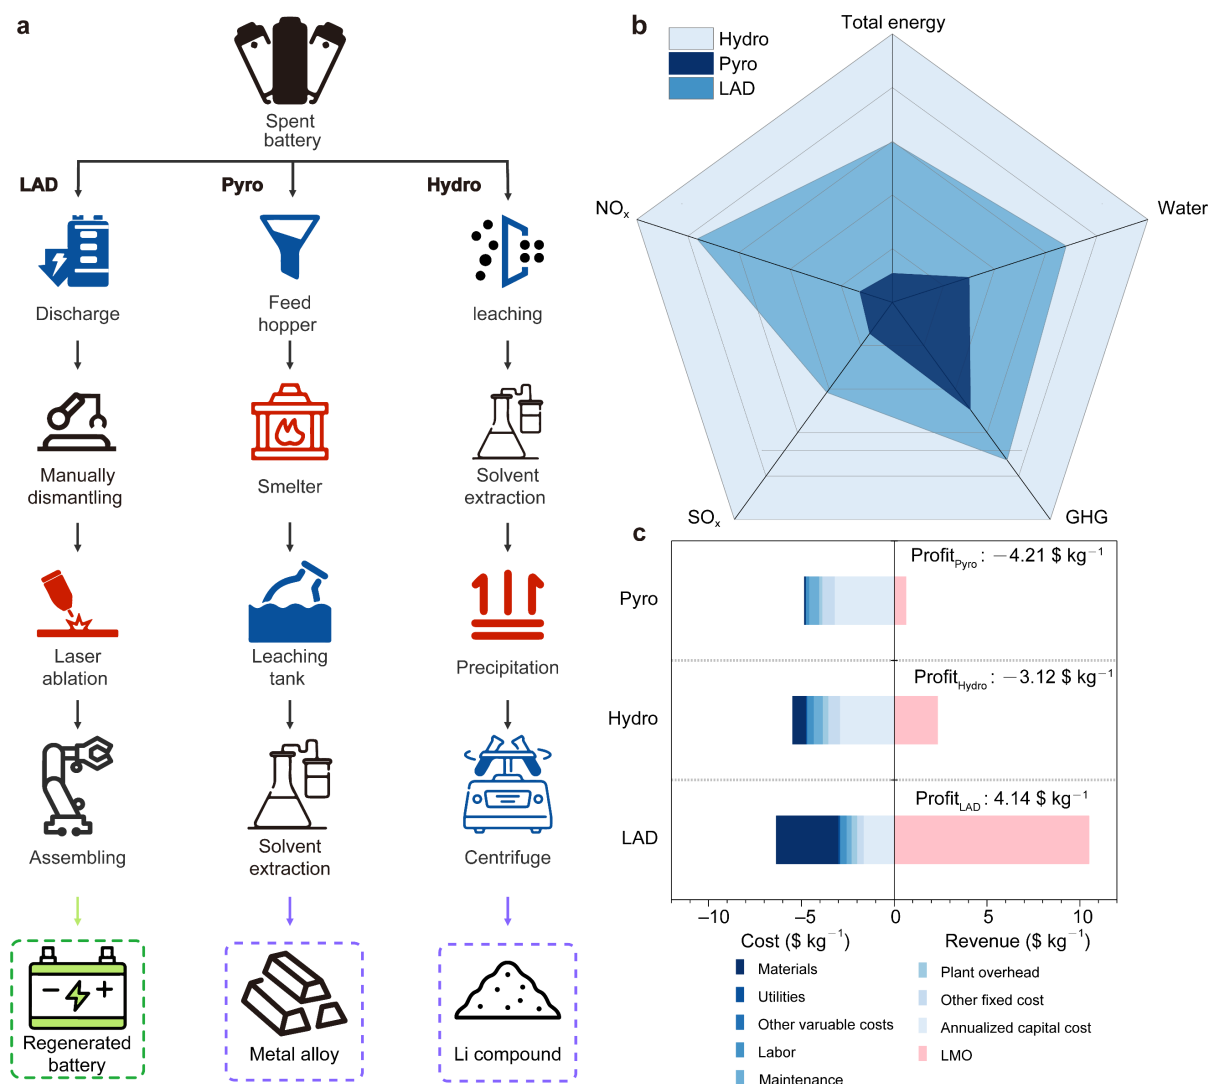 a
Spent
battery
LAD
Pyro
Hydro
Discharge
Feed
hopper
leaching
Manually
dismantling
Smelter
Solvent
extraction
Laser
ablation
Leaching
tank
Precipitation
Assembling
Solvent
extraction
Centrifuge
Regenerated
battery
Metal alloy
Li compound
b
Hydro
Pyro
LAD
Total energy
Water
GHG
SOₓ
NOₓ
c
Pyro
Profit_Pyro : −4.21 $ kg⁻¹
Hydro
Profit_Hydro : −3.12 $ kg⁻¹
LAD
Profit_LAD : 4.14 $ kg⁻¹
−10 −5 0 5 10
Cost ($ kg⁻¹) Revenue ($ kg⁻¹)
Materials
Utilities
Other varuable costs
Labor
Maintenance
Plant overhead
Other fixed cost
Annualized capital cost
LMO